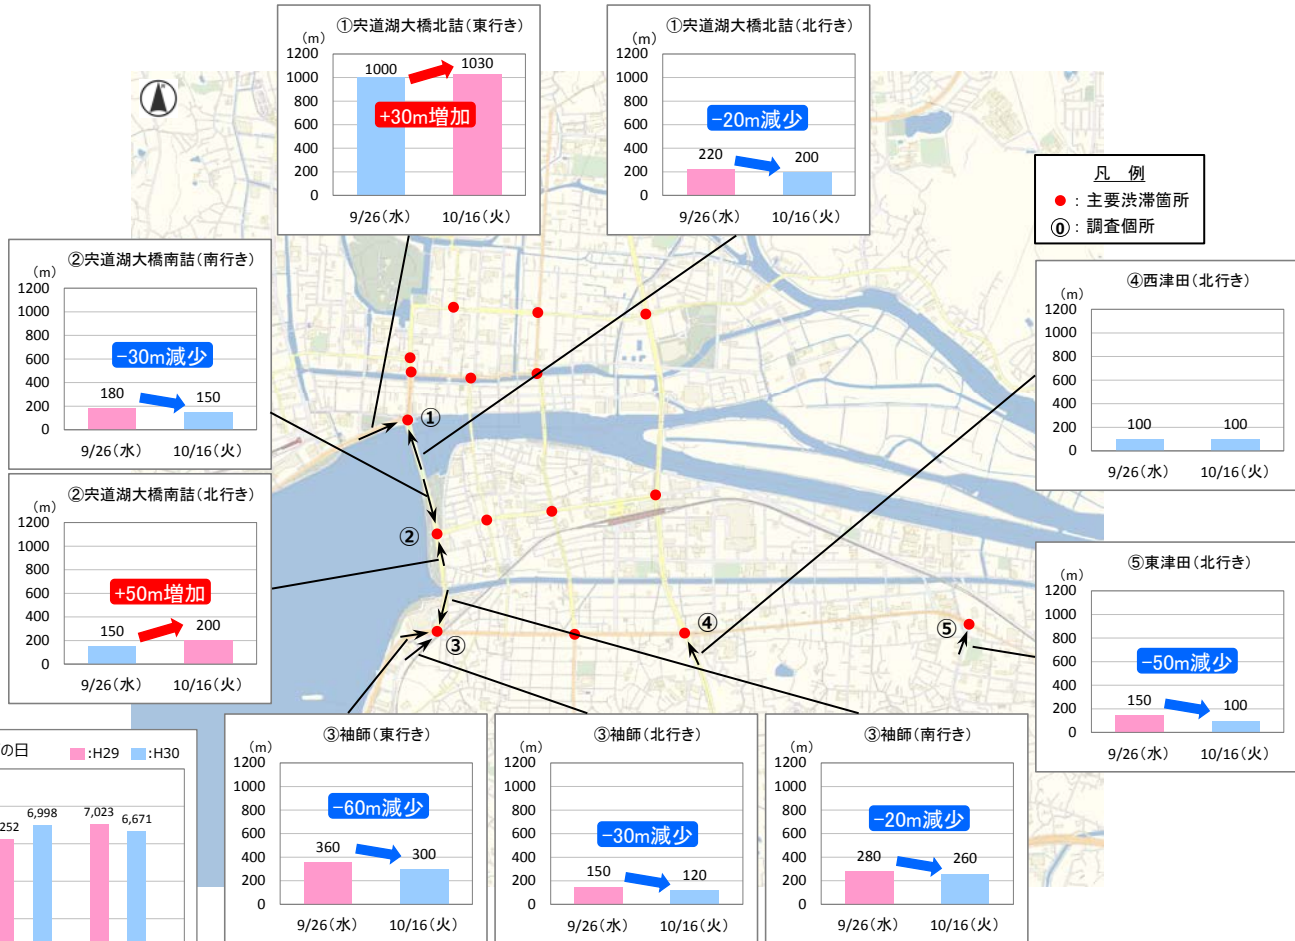 ①宍道湖大橋北詰(東行き)
(m)
1200
1000
800
600
400
200
0
1000
1030
+30m増加
9/26(水)
10/16(火)
①宍道湖大橋北詰(北行き)
(m)
1200
1000
800
600
400
200
0
-20m減少
220
200
9/26(水)
10/16(火)
凡 例
●：主要渋滞箇所
⓪：調査個所
②宍道湖大橋南詰(南行き)
(m)
1200
1000
800
600
400
200
0
-30m減少
180
150
9/26(水)
10/16(火)
④西津田(北行き)
(m)
1200
1000
800
600
400
200
0
100
100
9/26(水)
10/16(火)
②宍道湖大橋南詰(北行き)
(m)
1200
1000
800
600
400
200
0
+50m増加
150
200
9/26(水)
10/16(火)
⑤東津田(北行き)
(m)
1200
1000
800
600
400
200
0
-50m減少
150
100
9/26(水)
10/16(火)
①
②
③
④
⑤
の日
:H29
:H30
252
6,998
7,023
6,671
③袖師(東行き)
(m)
1200
1000
800
600
400
200
0
-60m減少
360
300
9/26(水)
10/16(火)
③袖師(北行き)
(m)
1200
1000
800
600
400
200
0
-30m減少
150
120
9/26(水)
10/16(火)
③袖師(南行き)
(m)
1200
1000
800
600
400
200
0
-20m減少
280
260
9/26(水)
10/16(火)